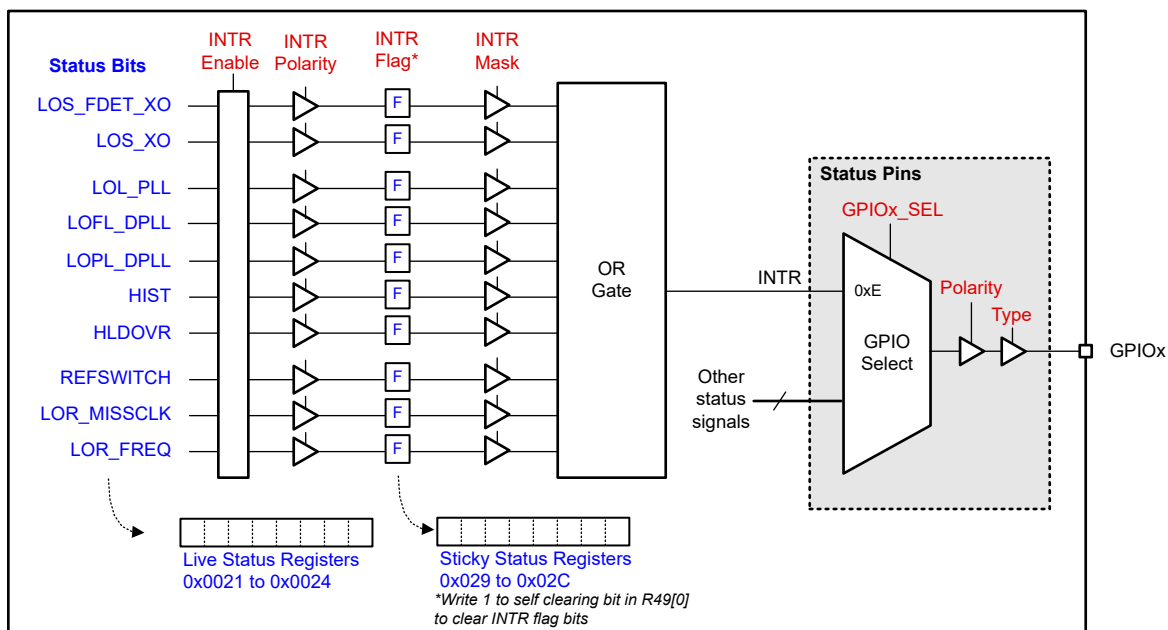 Status Bits
INTR
Enable
INTR
Polarity
INTR
Flag*
INTR
Mask
LOS_FDET_XO
F
LOS_XO
F
LOL_PLL
F
LOFL_DPLL
F
LOPL_DPLL
F
HIST
F
HLDOVR
F
REFSWITCH
F
LOR_MISSCLK
F
LOR_FREQ
F
OR
Gate
INTR
Status Pins
GPIOx_SEL
0xE
GPIO
Select
Polarity
Type
GPIOx
Other
status
signals
Live Status Registers
0x0021 to 0x0024
Sticky Status Registers
0x029 to 0x02C
*Write 1 to self clearing bit in R49[0]
to clear INTR flag bits